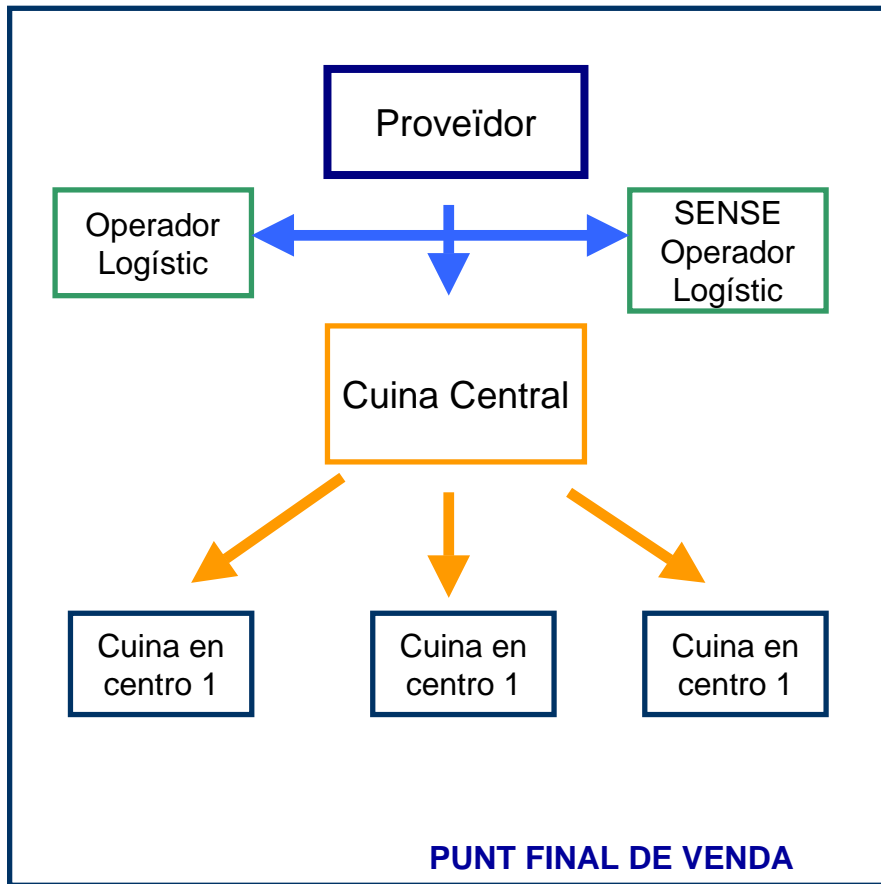 Proveïdor
Operador
Logístic
SENSE
Operador
Logístic
Cuina Central
Cuina en
centro 1
Cuina en
centro 1
Cuina en
centro 1
PUNT FINAL DE VENDA